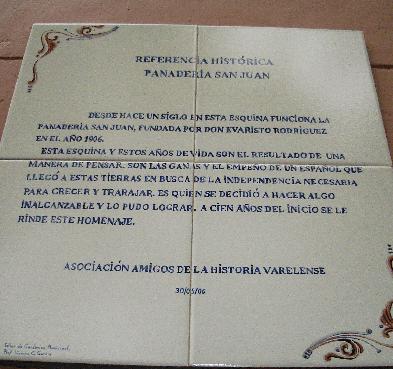 REFERENCIA HISTÓRICA
PANADERÍA SAN JUAN
DESDE HACE UN SIGLO EN ESTA ESQUINA FUNCIONA LA
PANADERÍA SAN JUAN, FUNDADA POR DON EVARISTO RODRIGUEZ
EN EL AÑO 1906.
ESTA ESQUINA Y ESTOS AÑOS DE VIDA SON EL RESULTADO DE UNA
MANERA DE PENSAR. SON LAS GANAS Y EL EMPEÑO DE UN ESPAÑOL QUE
LLEGÓ A ESTAS TIERRAS EN BUSCA DE LA INDEPENDENCIA NECESARIA
PARA CRECER Y TRABAJAR. ES QUIEN SE DECIDIÓ A HACER ALGO
INALCANZABLE Y LO PUDO LOGRAR. A CIEN AÑOS DEL INICIO SE LE
RINDE ESTE HOMENAJE.
ASOCIACIÓN AMIGOS DE LA HISTORIA VARELENSE
30/09/06